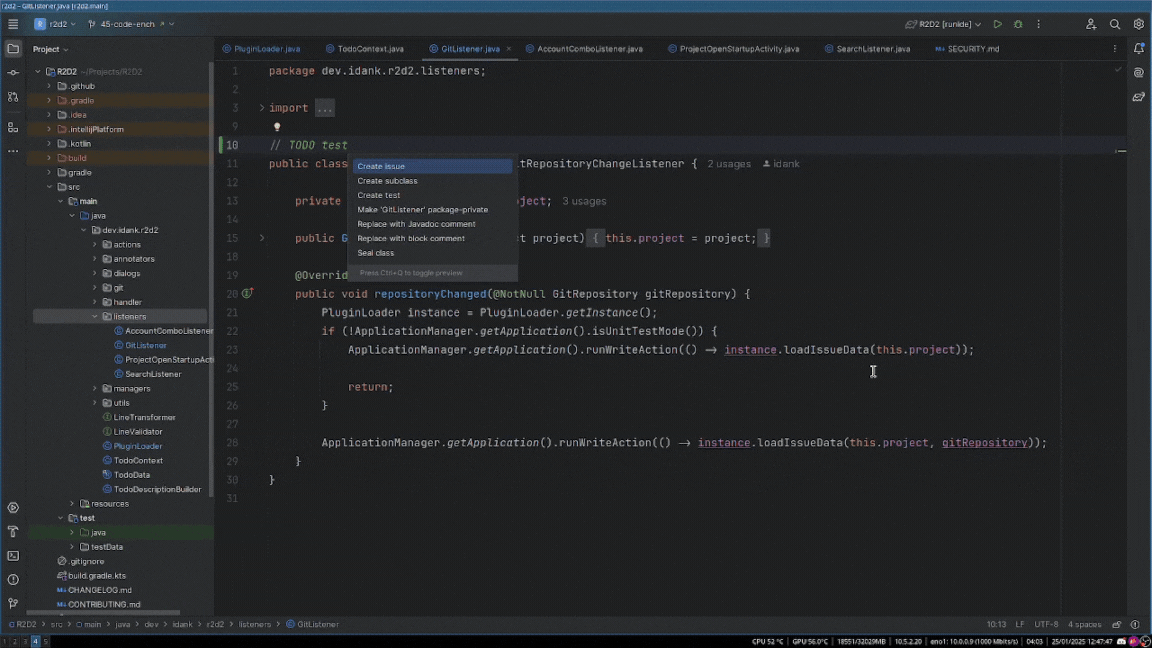 r2d2 – GitListener.java [r2d2.main]
r2d2
45-code-ench.
R2D2 [runIde]
Project
PluginLoader.java
TodoContext.java
GitListener.java
AccountComboListener.java
ProjectOpenStartupActivity.java
SearchListener.java
SECURITY.md
R2D2 ~/Projects/R2D2
.github
.gradle
.idea
.intellijPlatform
.kotlin
build
gradle
src
main
java
dev.idank.r2d2
actions
annotators
dialogs
git
handler
listeners
AccountComboListener
GitListener
ProjectOpenStartupActi
SearchListener
managers
utils
LineTransformer
LineValidator
PluginLoader
TodoContext
TodoData
TodoDescriptionBuilder
resources
test
java
testData
.gitignore
build.gradle.kts
CHANGELOG.md
CONTRIBUTING.md
1 package dev.idank.r2d2.listeners;
2
3 import ...
9
10 // TODO test
11 public class tRepositoryChangeListener { 2 usages idank
12
13 private oject; 3 usages
14
15 public G t project) { this.project = project; }
18
19 @Overrid
20 public void repositoryChanged(@NotNull GitRepository gitRepository) {
21 PluginLoader instance = PluginLoader.getInstance();
22 if (!ApplicationManager.getApplication().isUnitTestMode()) {
23 ApplicationManager.getApplication().runWriteAction(() → instance.loadIssueData(this.project));
24
25 return;
26 }
27
28 ApplicationManager.getApplication().runWriteAction(() → instance.loadIssueData(this.project, gitRepository));
29 }
30 }
31
Create issue
Create subclass
Create test
Make 'GitListener' package-private
Replace with Javadoc comment
Replace with block comment
Seal class
Press Ctrl+Q to toggle preview
R2D2 > src > main > java > dev > idank > r2d2 > listeners > GitListener
10:13 LF UTF-8 4 spaces
1 2 3 4 5
CPU 52 °C GPU 56.0°C 18551/32029MB 10.5.2.20 eno1: 10.0.0.9 (1000 Mbits/s) 04:03 25/01/2025 12:47:47